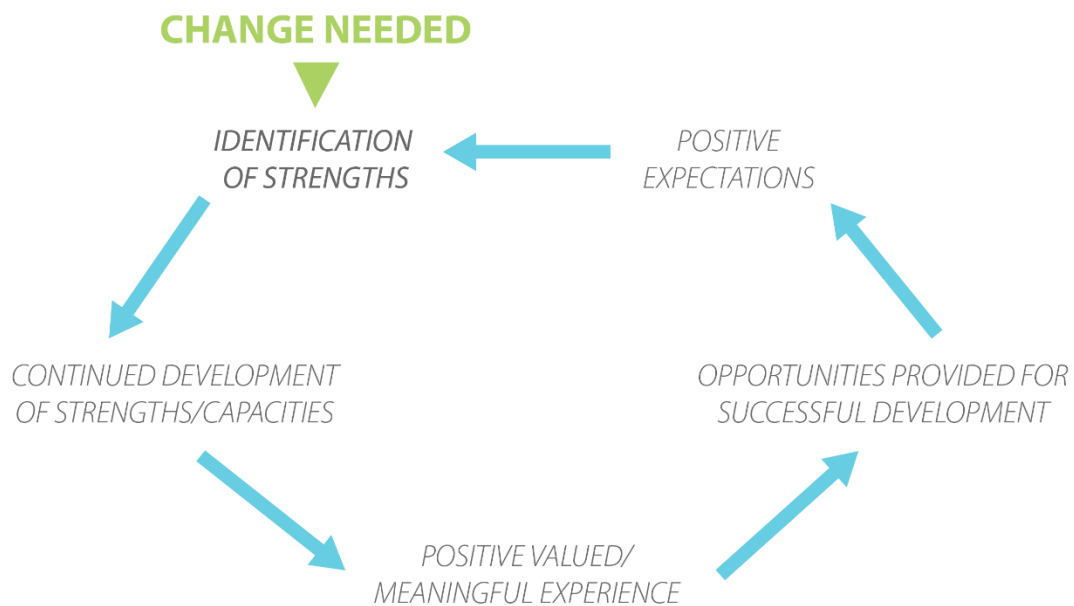 CHANGE NEEDED
IDENTIFICATION
OF STRENGTHS
POSITIVE
EXPECTATIONS
CONTINUED DEVELOPMENT
OF STRENGTHS/CAPACITIES
OPPORTUNITIES PROVIDED FOR
SUCCESSFUL DEVELOPMENT
POSITIVE VALUED/
MEANINGFUL EXPERIENCE